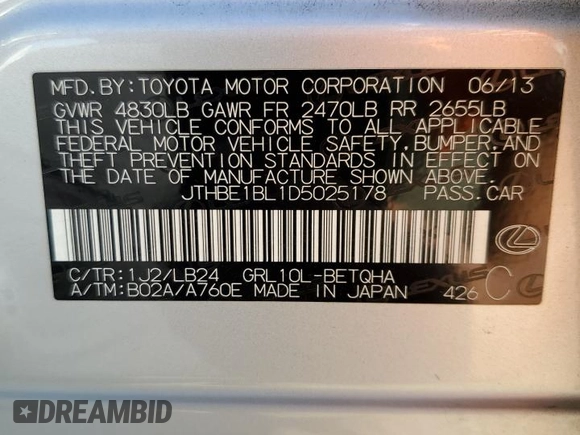 MFD.BY:TOYOTA MOTOR CORPORATION 06/13
GVWR 4830LB GAWR FR 2470LB RR 2655LB
THIS VEHICLE CONFORMS TO ALL APPLICABLE
FEDERAL MOTOR VEHICLE SAFETY,BUMPER,AND
THEFT PREVENTION STANDARDS IN EFFECT ON
THE DATE OF MANUFACTURE SHOWN ABOVE.
JTHBE1BL1D5025178 PASS.CAR
C/TR:1J2/LB24 GRL10L-BETQHA
A/TM:B02A/A760E MADE IN JAPAN 426 C
DREAMBID